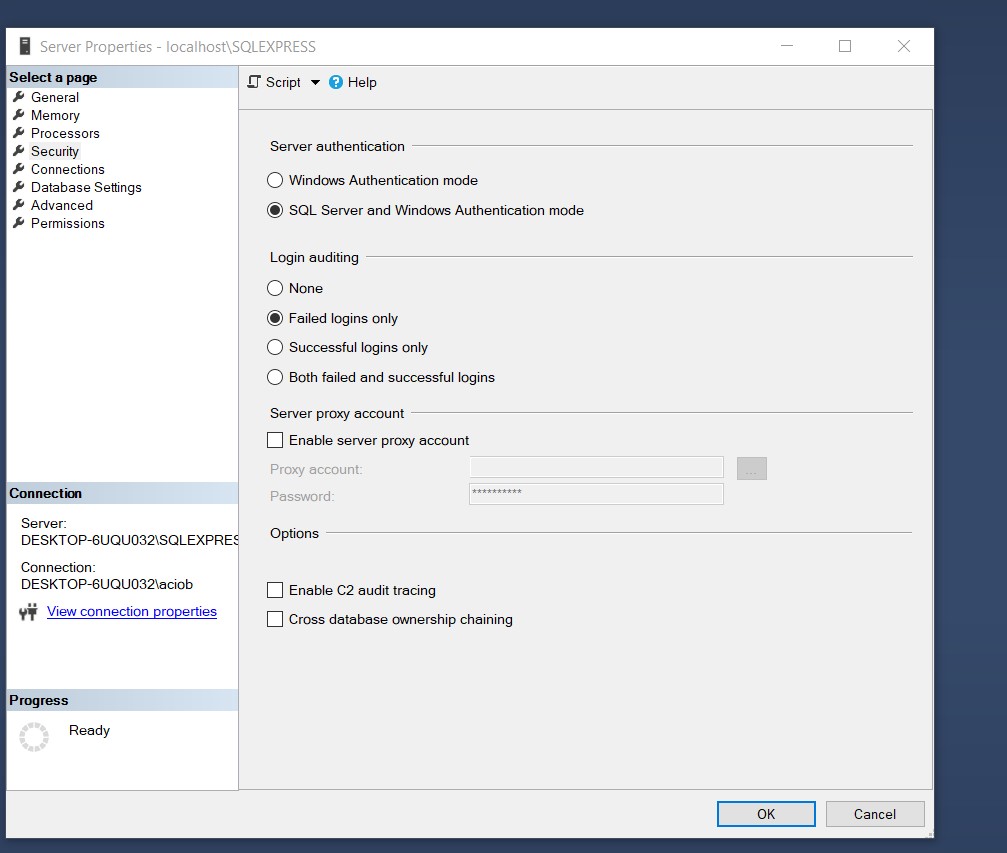 Server Properties - localhost\SQLEXPRESS
Select a page
General
Memory
Processors
Security
Connections
Database Settings
Advanced
Permissions
Connection
Server:
DESKTOP-6UQU032\SQLEXPRES
Connection:
DESKTOP-6UQU032\aciob
View connection properties
Progress
Ready
Script
? Help
Server authentication
Windows Authentication mode
SQL Server and Windows Authentication mode
Login auditing
None
Failed logins only
Successful logins only
Both failed and successful logins
Server proxy account
Enable server proxy account
Proxy account:
...
Password:
**********
Options
Enable C2 audit tracing
Cross database ownership chaining
OK
Cancel